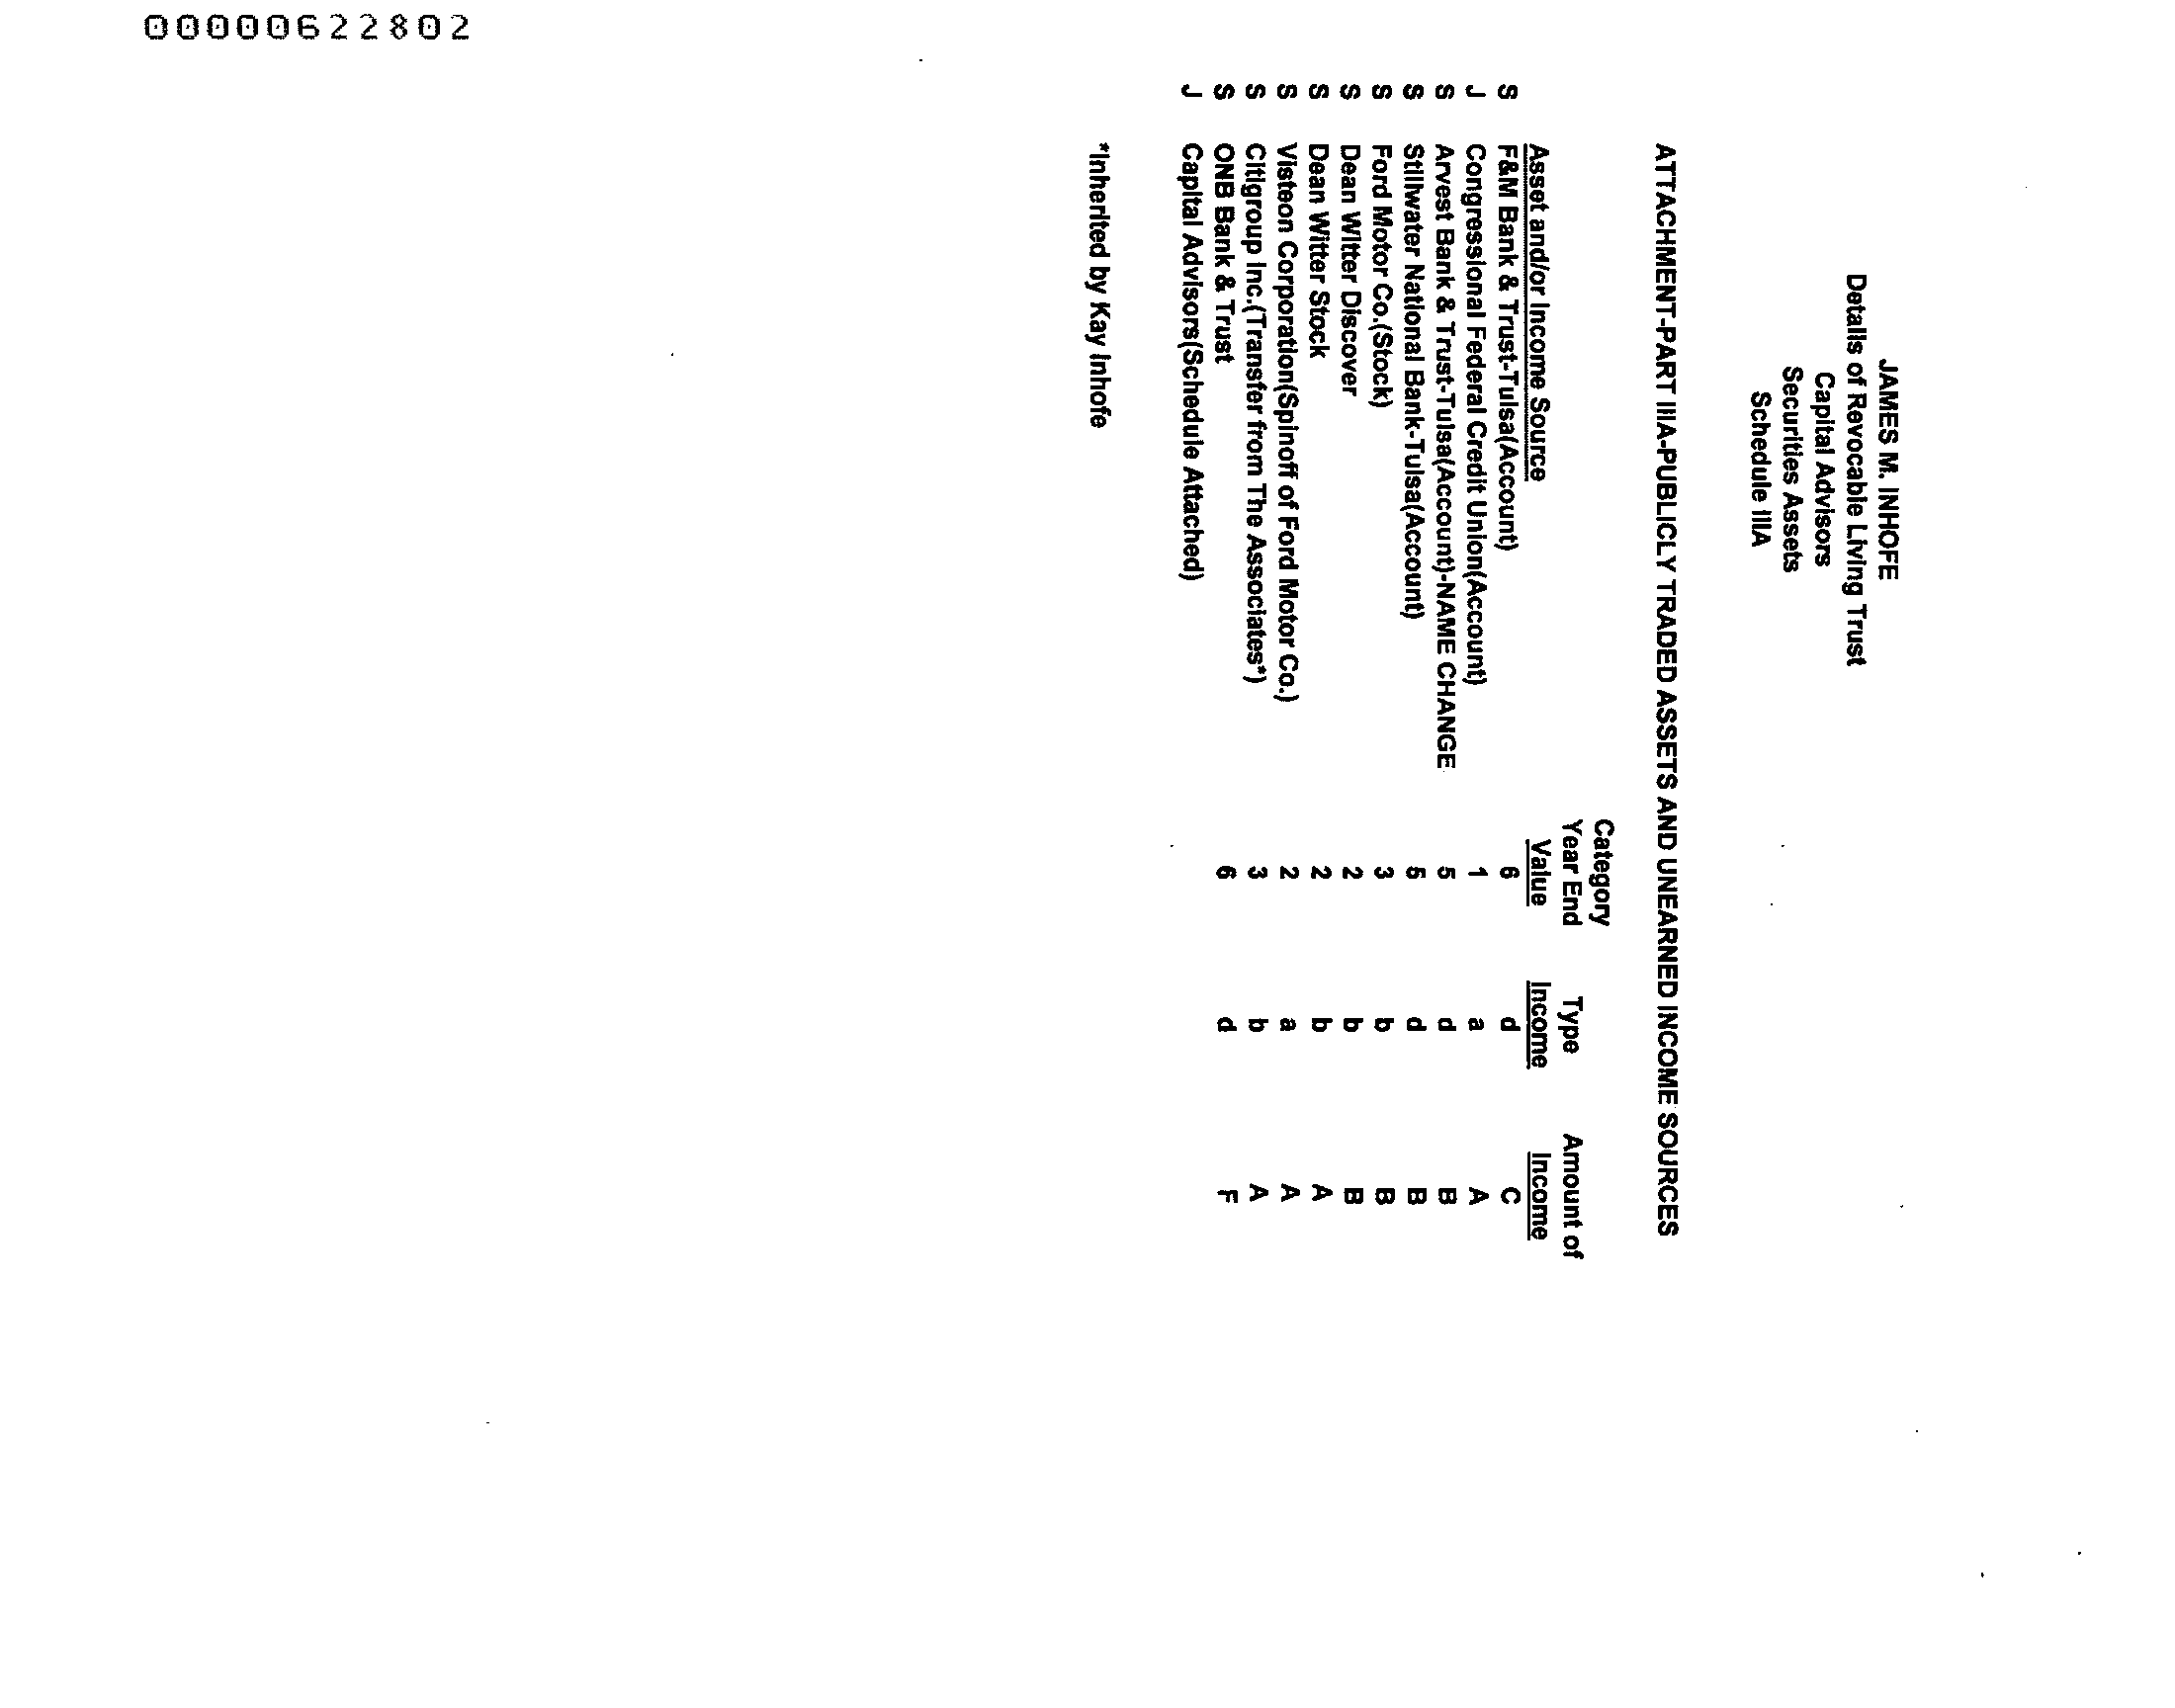 00000622802
JAMES M. INHOFE
Details of Revocable Living Trust
Capital Advisors
Securities Assets
Schedule IIIA
ATTACHMENT-PART IIIA-PUBLICLY TRADED ASSETS AND UNEARNED INCOME SOURCES
Category
Year End Type Amount of
Asset and/or Income Source Value Income Income
S F&M Bank & Trust-Tulsa(Account) 6 d C
J Congressional Federal Credit Union(Account) 1 a A
S Arvest Bank & Trust-Tulsa(Account)-NAME CHANGE 5 d B
S Stillwater National Bank-Tulsa(Account) 5 d B
S Ford Motor Co.(Stock) 3 b B
S Dean Witter Discover 2 b B
S Dean Witter Stock 2 b A
S Visteon Corporation(Spinoff of Ford Motor Co.) 2 a A
S Citigroup Inc.(Transfer from The Associates*) 3 b A
S ONB Bank & Trust 6 d F
J Capital Advisors(Schedule Attached)
*Inherited by Kay Inhofe